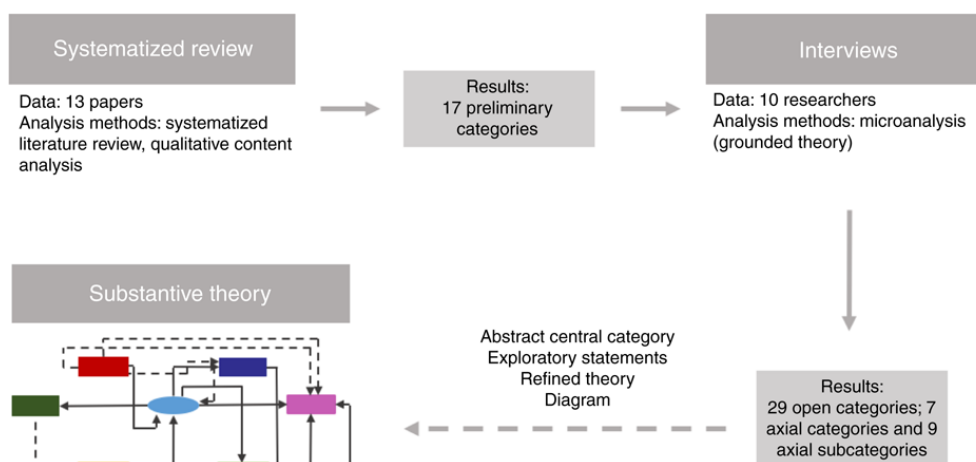 Systematized review
Data: 13 papers
Analysis methods: systematized
literature review, qualitative content
analysis
Results:
17 preliminary
categories
Interviews
Data: 10 researchers
Analysis methods: microanalysis
(grounded theory)
Substantive theory
Abstract central category
Exploratory statements
Refined theory
Diagram
Results:
29 open categories; 7
axial categories and 9
axial subcategories